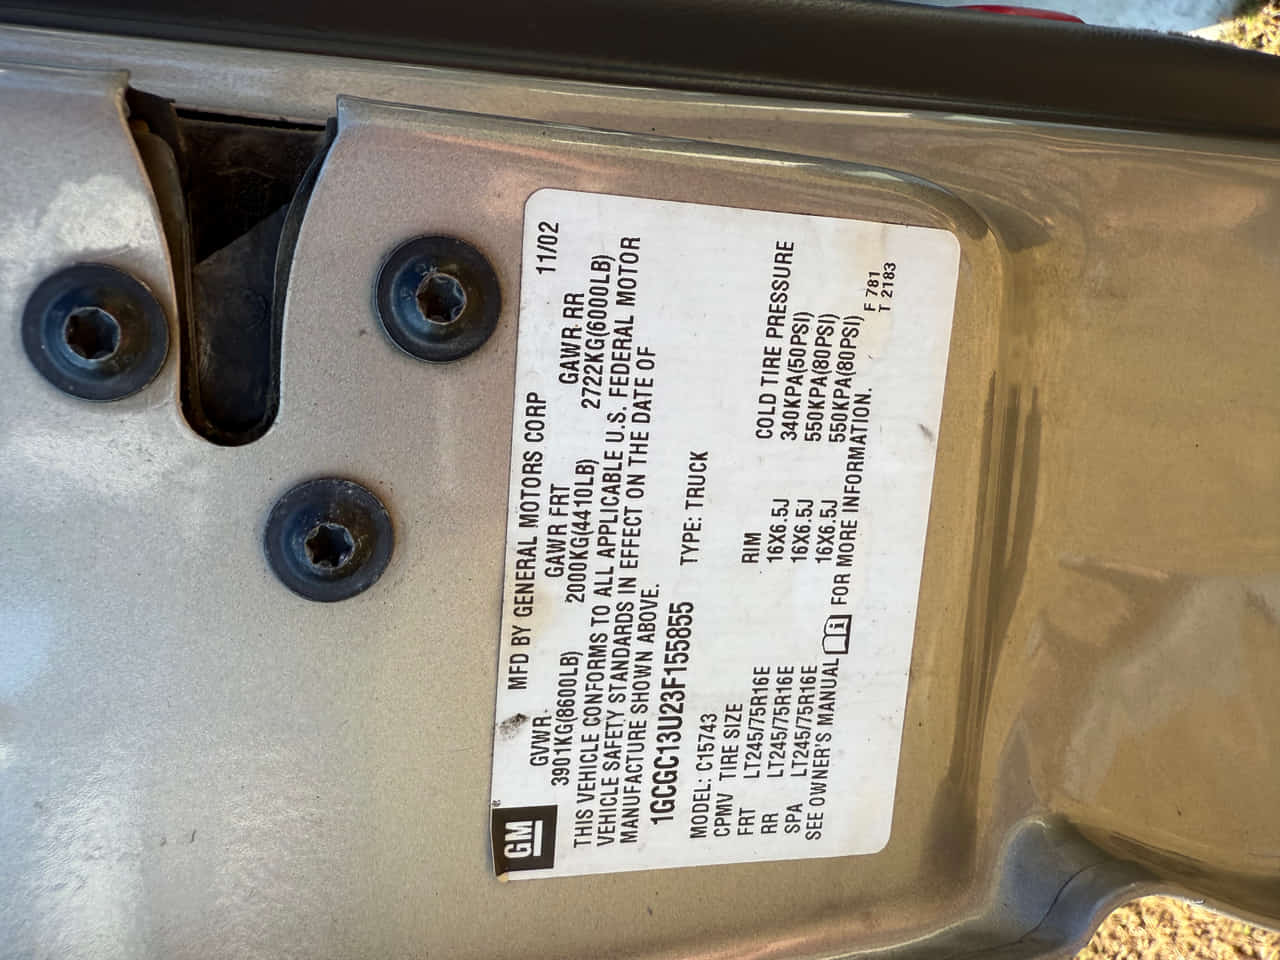 GM
MFD BY GENERAL MOTORS CORP 11/02
GVWR GAWR FRT GAWR RR
3901KG(8600LB) 2000KG(4410LB) 2722KG(6000LB)
THIS VEHICLE CONFORMS TO ALL APPLICABLE U.S. FEDERAL MOTOR
VEHICLE SAFETY STANDARDS IN EFFECT ON THE DATE OF
MANUFACTURE SHOWN ABOVE.
1GCGC13U23F155855 TYPE: TRUCK
MODEL: C15743
CPMV TIRE SIZE RIM COLD TIRE PRESSURE
FRT LT245/75R16E 16X6.5J 340KPA(50PSI)
RR LT245/75R16E 16X6.5J 550KPA(80PSI)
SPA LT245/75R16E 16X6.5J 550KPA(80PSI)
SEE OWNER'S MANUAL FOR MORE INFORMATION.
F 781
T 2183